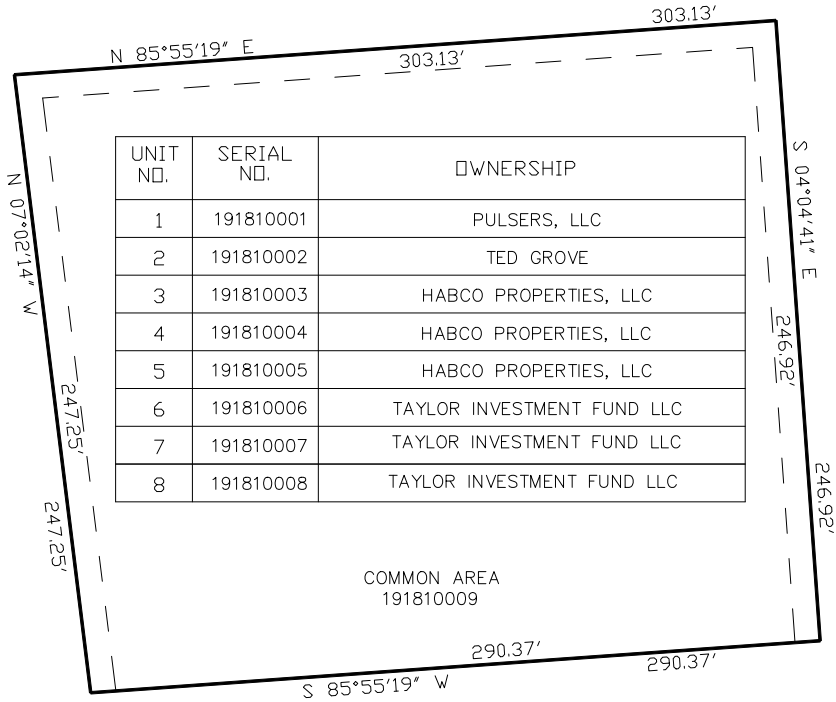 303.13'
N 85°55'19" E
303.13'
N 07°02'14" W
S 04°04'41" E
UNIT NO. SERIAL NO. OWNERSHIP
1 191810001 PULSERS, LLC
2 191810002 TED GROVE
3 191810003 HABCO PROPERTIES, LLC
4 191810004 HABCO PROPERTIES, LLC
5 191810005 HABCO PROPERTIES, LLC
6 191810006 TAYLOR INVESTMENT FUND LLC
7 191810007 TAYLOR INVESTMENT FUND LLC
8 191810008 TAYLOR INVESTMENT FUND LLC
246.92'
247.25'
246.92'
247.25'
COMMON AREA
191810009
290.37'
290.37'
S 85°55'19" W